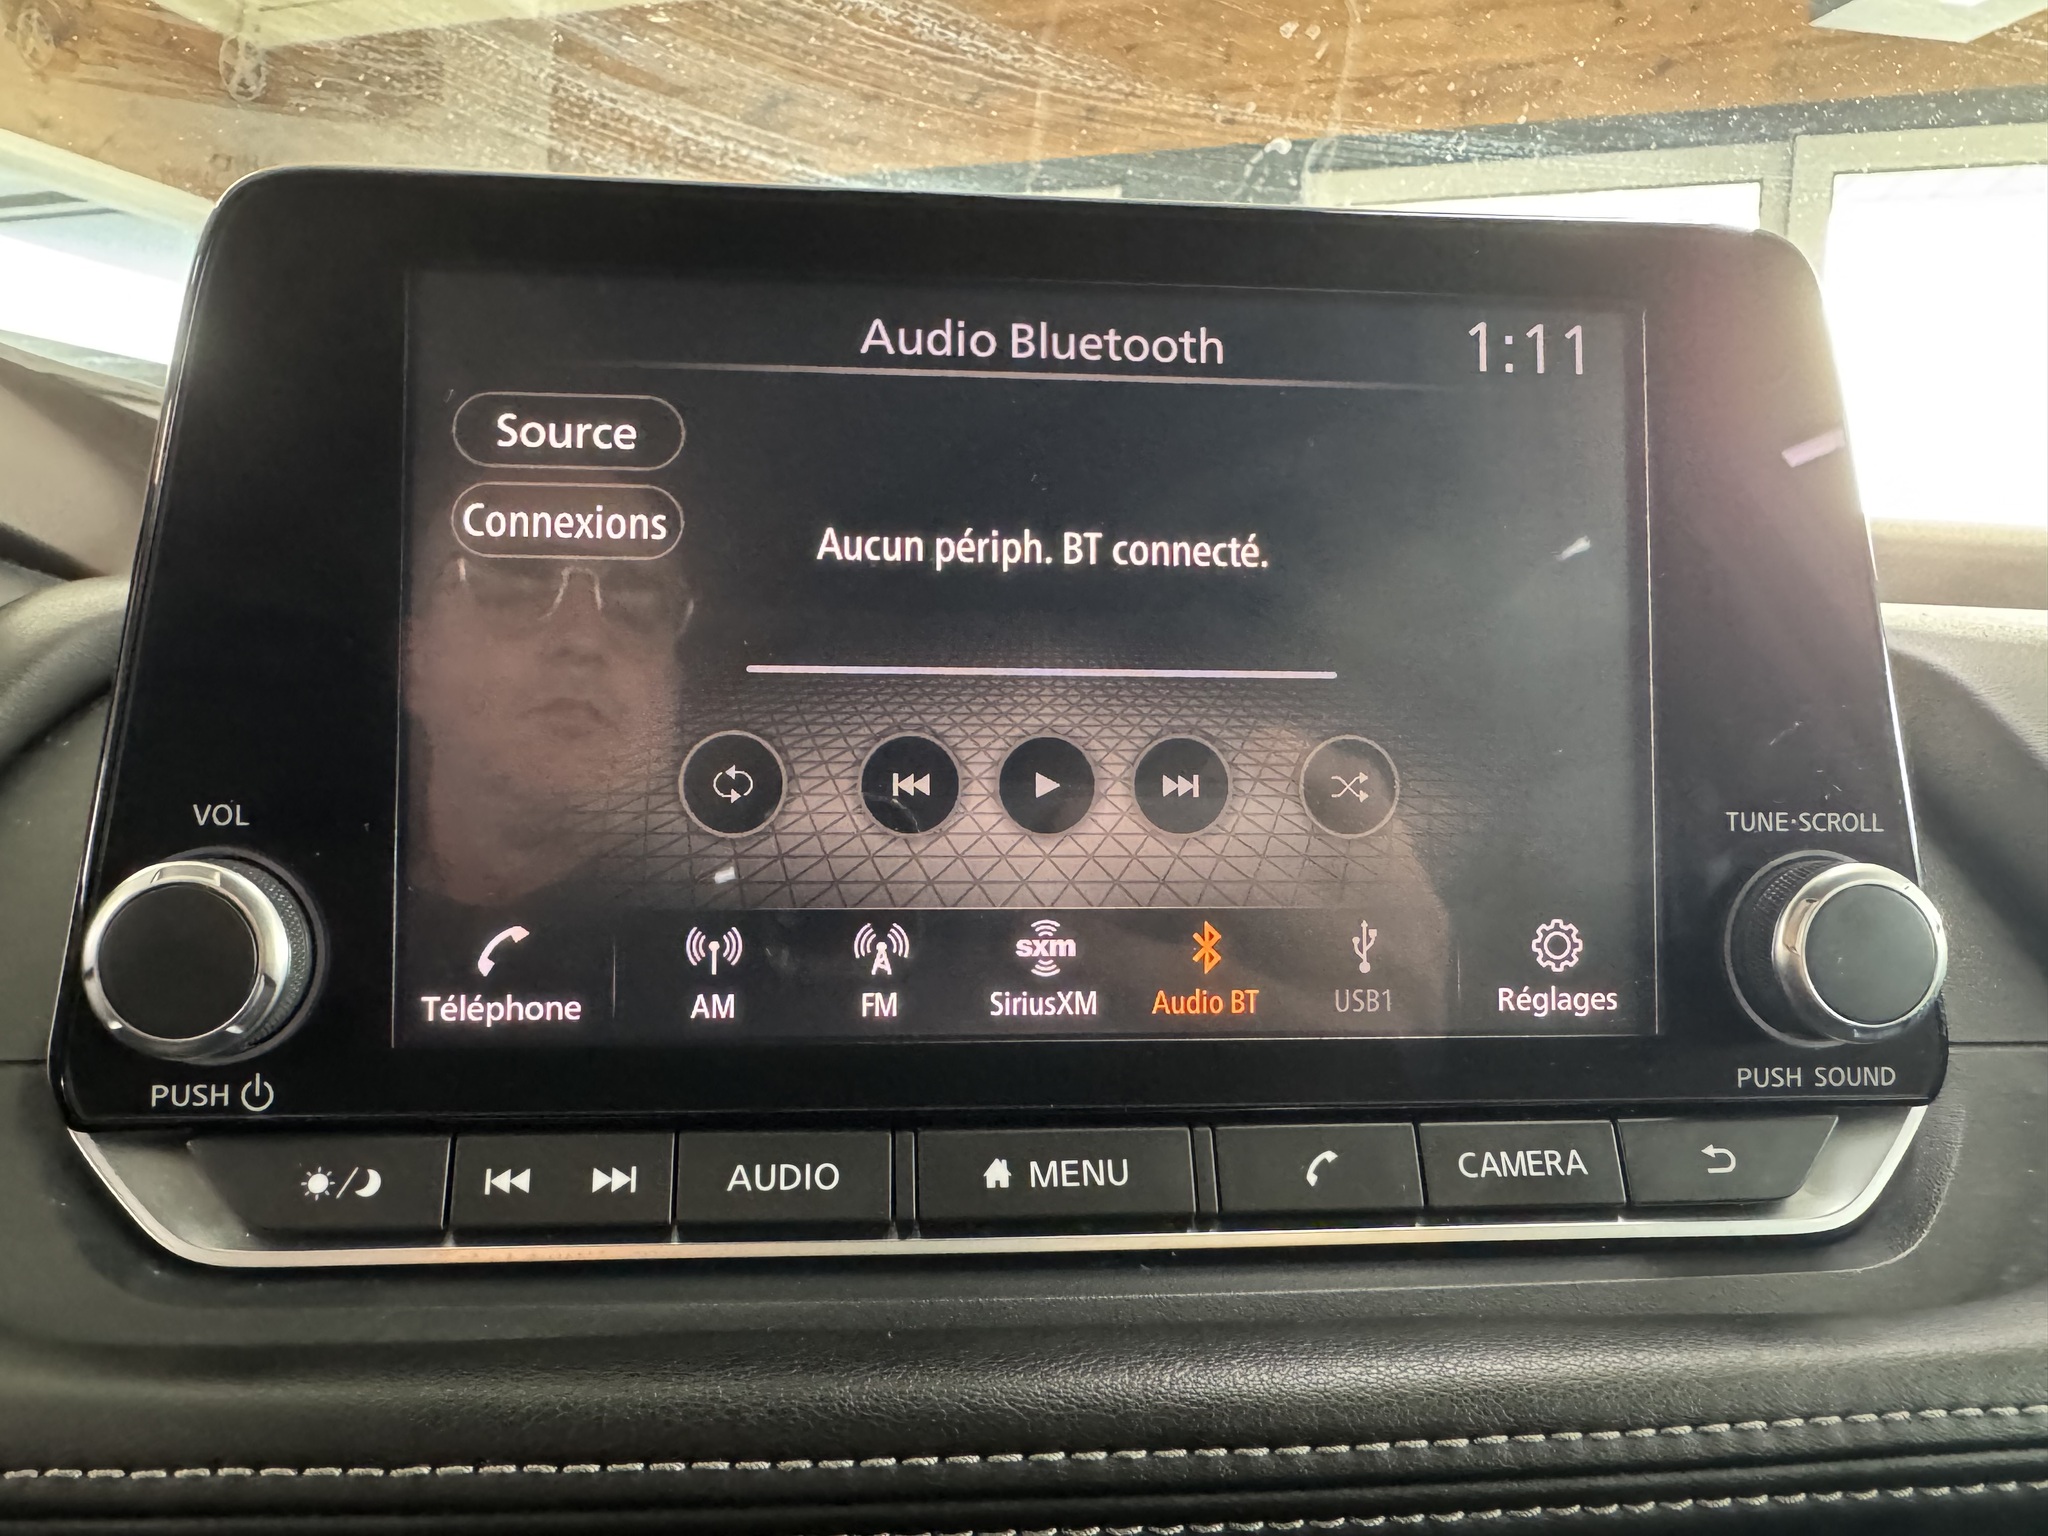 Audio Bluetooth
1:11
Source
Connexions
Aucun périph. BT connecté.
VOL
TUNE·SCROLL
sxm
Téléphone
AM
FM
SiriusXM
Audio BT
USB1
Réglages
PUSH
PUSH SOUND
AUDIO
MENU
CAMERA